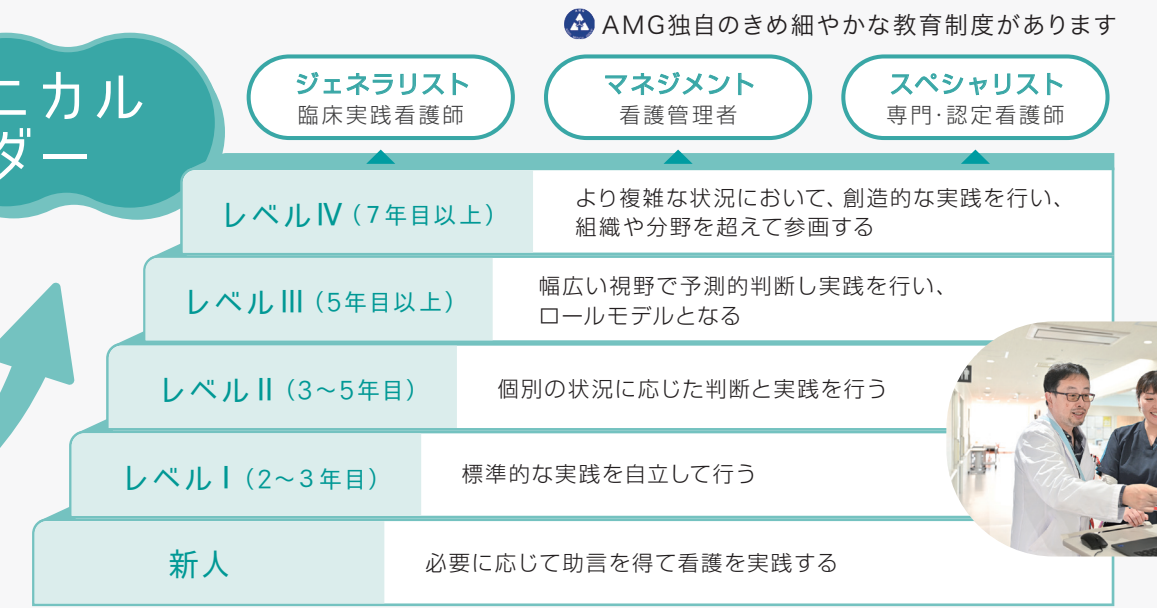 AMG独自のきめ細やかな教育制度があります
ニカル
ダー
ジェネラリスト
臨床実践看護師
マネジメント
看護管理者
スペシャリスト
専門・認定看護師
レベルⅣ(7年目以上)
より複雑な状況において、創造的な実践を行い、
組織や分野を超えて参画する
レベルⅢ(5年目以上)
幅広い視野で予測的判断し実践を行い、
ロールモデルとなる
レベルⅡ(3〜5年目)
個別の状況に応じた判断と実践を行う
レベルⅠ(2〜3年目)
標準的な実践を自立して行う
新人
必要に応じて助言を得て看護を実践する